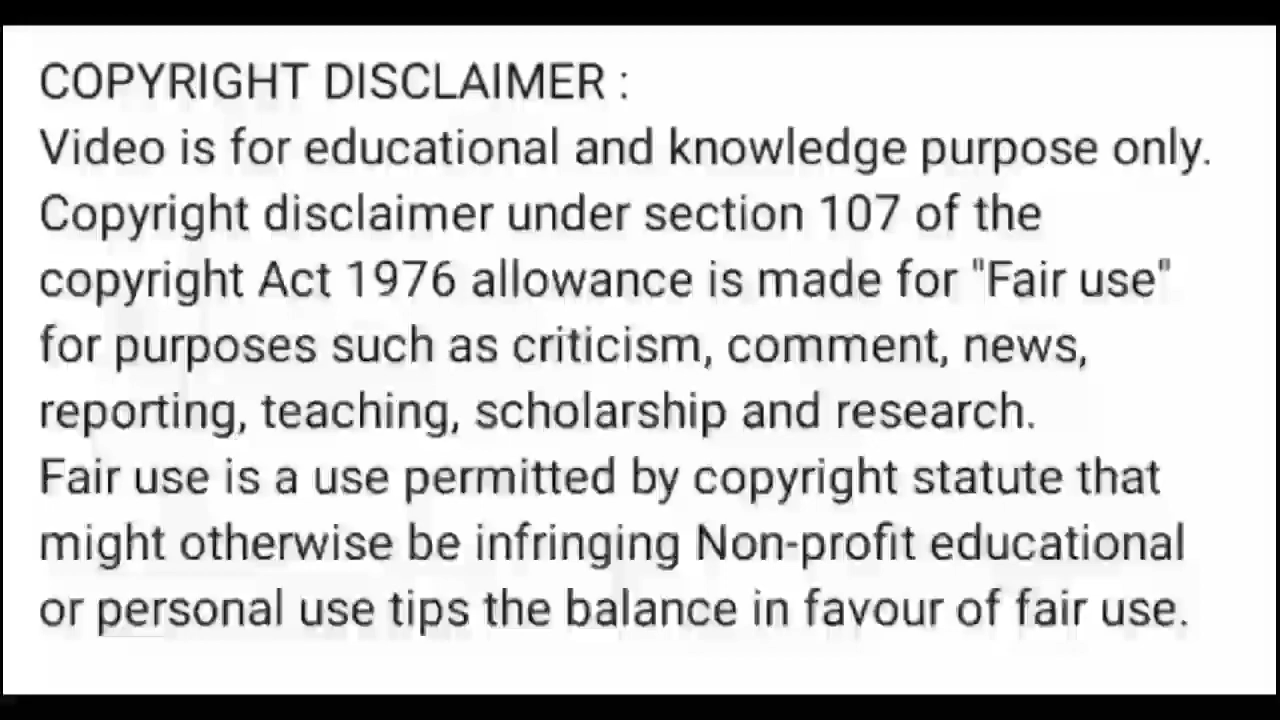 COPYRIGHT DISCLAIMER :
Video is for educational and knowledge purpose only.
Copyright disclaimer under section 107 of the
copyright Act 1976 allowance is made for "Fair use"
for purposes such as criticism, comment, news,
reporting, teaching, scholarship and research.
Fair use is a use permitted by copyright statute that
might otherwise be infringing Non-profit educational
or personal use tips the balance in favour of fair use.